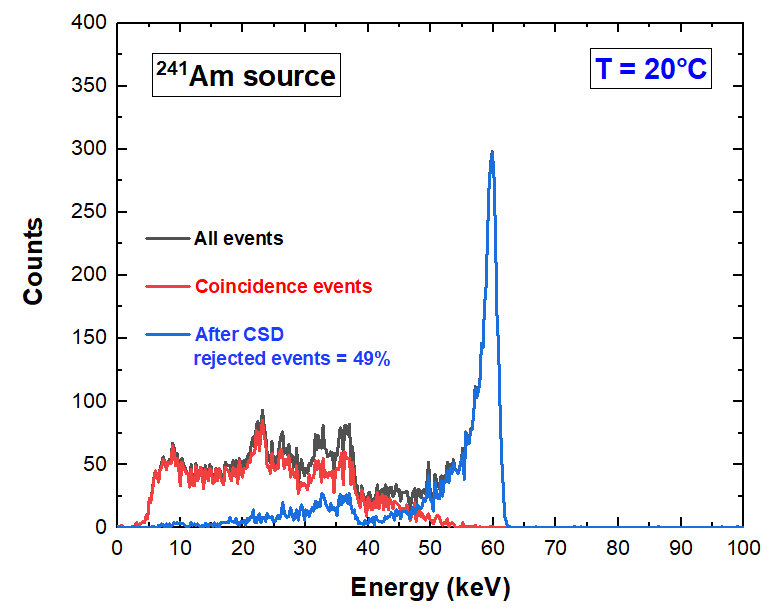 400
350
300
250
200
150
100
50
0
Counts
²⁴¹Am source
T = 20°C
All events
Coincidence events
After CSD
rejected events = 49%
0 10 20 30 40 50 60 70 80 90 100
Energy (keV)